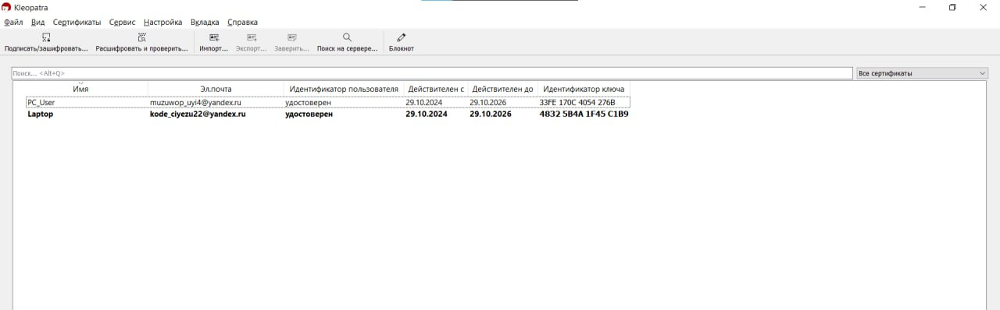 Kleopatra
Файл Вид Сертификаты Сервис Настройка Вкладка Справка
Подписать/зашифровать... Расшифровать и проверить... Импорт... Экспорт... Заверить... Поиск на сервере... Блокнот
Поиск... <Alt+Q> Все сертификаты
Имя Эл.почта Идентификатор пользователя Действителен с Действителен до Идентификатор ключа
PC_User muzuwop_uyi4@yandex.ru удостоверен 29.10.2024 29.10.2026 33FE 170C 4054 276B
Laptop kode_ciyezu22@yandex.ru удостоверен 29.10.2024 29.10.2026 4832 5B4A 1F45 C1B9